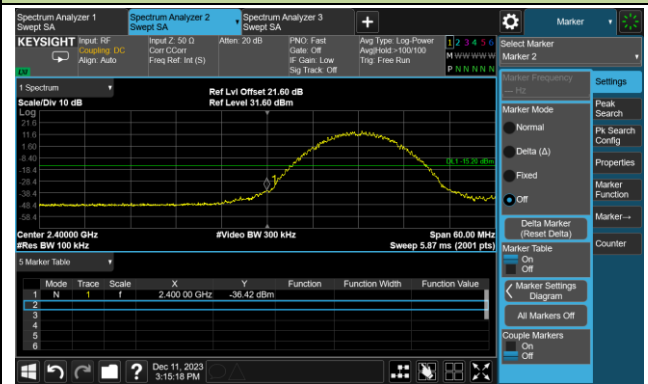 Spectrum Analyzer 1
Swept SA
Spectrum Analyzer 2
Swept SA
Spectrum Analyzer 3
Swept SA
Marker
KEYSIGHT
Input: RF
Coupling: DC
Align: Auto
Input Z: 50 Ω
Corr CCorr
Freq Ref: Int (S)
Atten: 20 dB
PNO: Fast
Gate: Off
IF Gain: Low
Sig Track: Off
Avg Type: Log-Power
Avg|Hold:>100/100
Trig: Free Run
1 2 3 4 5 6
M W W W W W
P N N N N N
Select Marker
Marker 2
LW
1 Spectrum
Scale/Div 10 dB
Log
Ref Lvl Offset 21.60 dB
Ref Level 31.60 dBm
21.6
11.6
1.60
-8.40
-18.4
-28.4
-38.4
-48.4
-58.4
1
Center 2.40000 GHz
#Res BW 100 kHz
#Video BW 300 kHz
Span 60.00 MHz
Sweep 5.87 ms (2001 pts)
5 Marker Table
Mode Trace Scale X Y Function Function Width Function Value
1 N 1 f 2.400 00 GHz -36.42 dBm
2
3
4
5
6
Marker Frequency
--- Hz
Marker Mode
Normal
Delta (Δ)
Fixed
Off
Delta Marker
(Reset Delta)
Marker Table
On
Off
Marker Settings
Diagram
All Markers Off
Couple Markers
On
Off
Settings
Peak
Search
Pk Search
Config
Properties
Marker
Function
Marker→
Counter
Dec 11, 2023
3:15:18 PM